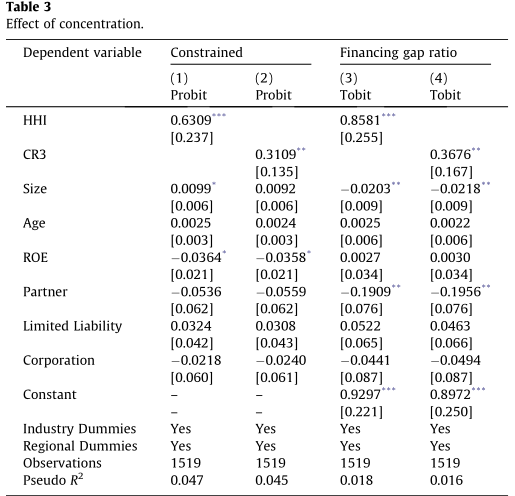 Table 3
Effect of concentration.
Dependent variable Constrained Financing gap ratio
(1) (2) (3) (4)
Probit Probit Tobit Tobit
HHI 0.6309*** 0.8581***
[0.237] [0.255]
CR3 0.3109** 0.3676**
[0.135] [0.167]
Size 0.0099* 0.0092 −0.0203** −0.0218**
[0.006] [0.006] [0.009] [0.009]
Age 0.0025 0.0024 0.0025 0.0022
[0.003] [0.003] [0.006] [0.006]
ROE −0.0364* −0.0358* 0.0027 0.0030
[0.021] [0.021] [0.034] [0.034]
Partner −0.0536 −0.0559 −0.1909** −0.1956**
[0.062] [0.062] [0.076] [0.076]
Limited Liability 0.0324 0.0308 0.0522 0.0463
[0.042] [0.043] [0.065] [0.066]
Corporation −0.0218 −0.0240 −0.0441 −0.0494
[0.060] [0.061] [0.087] [0.087]
Constant – – 0.9297*** 0.8972***
– – [0.221] [0.250]
Industry Dummies Yes Yes Yes Yes
Regional Dummies Yes Yes Yes Yes
Observations 1519 1519 1519 1519
Pseudo R² 0.047 0.045 0.018 0.016